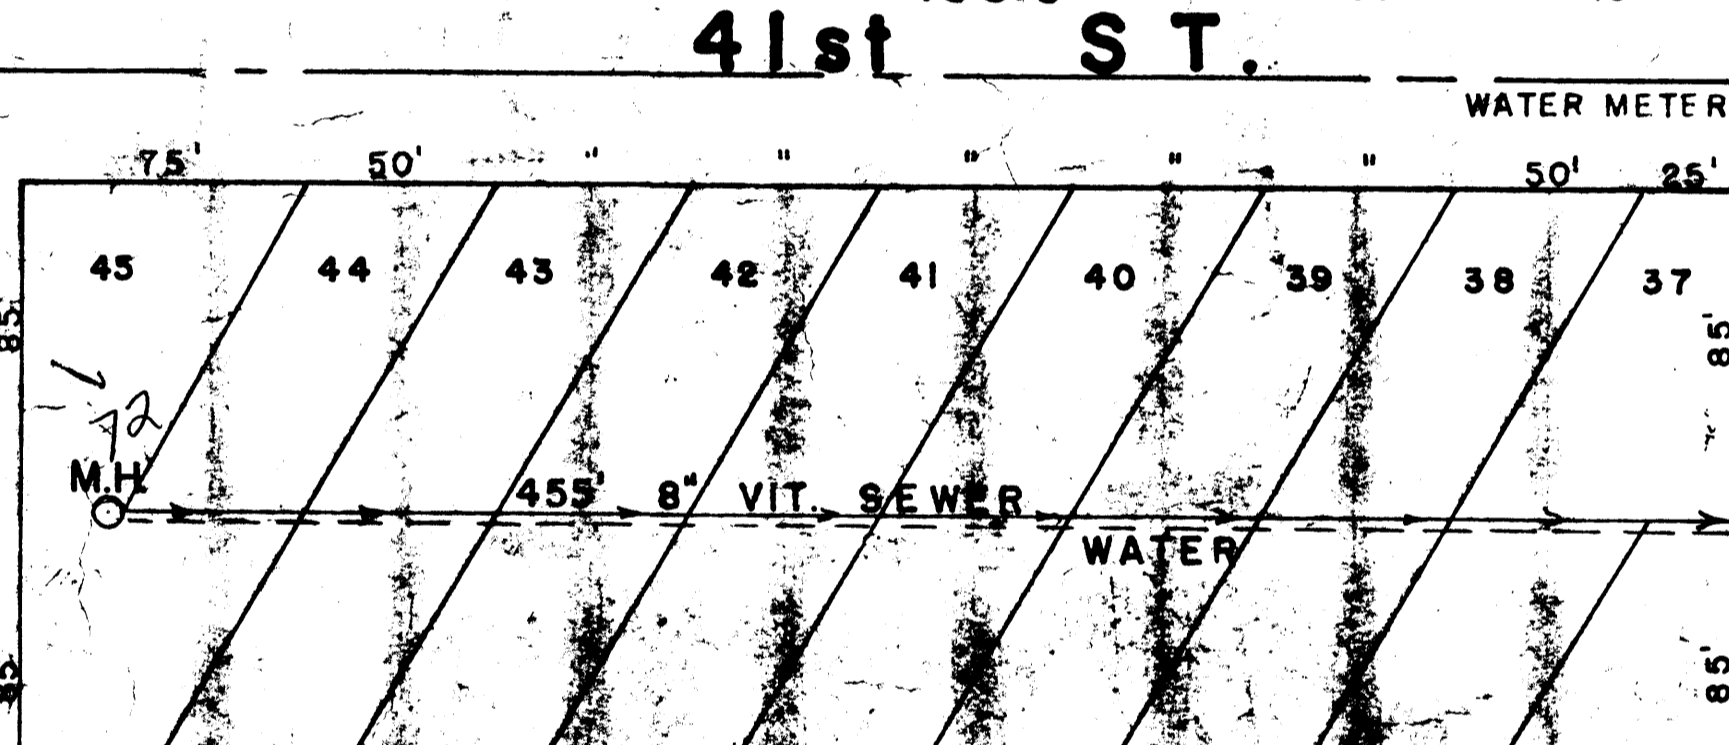 41st ST.
WATER METER
75' 50' " " " " " 50' 25'
45 44 43 42 41 40 39 38 37
85' 85'
72
M.H.
455' 8" VIT. SEWER
WATER
85' 85'